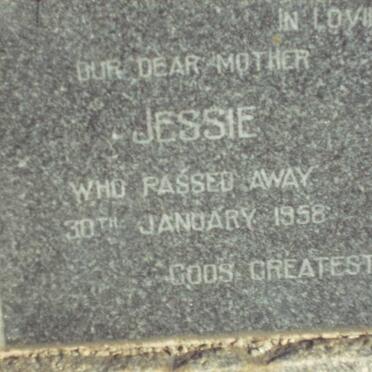 IN LOVI
OUR DEAR MOTHER
JESSIE
WHO PASSED AWAY
30TH JANUARY 1958
GODS GREATEST